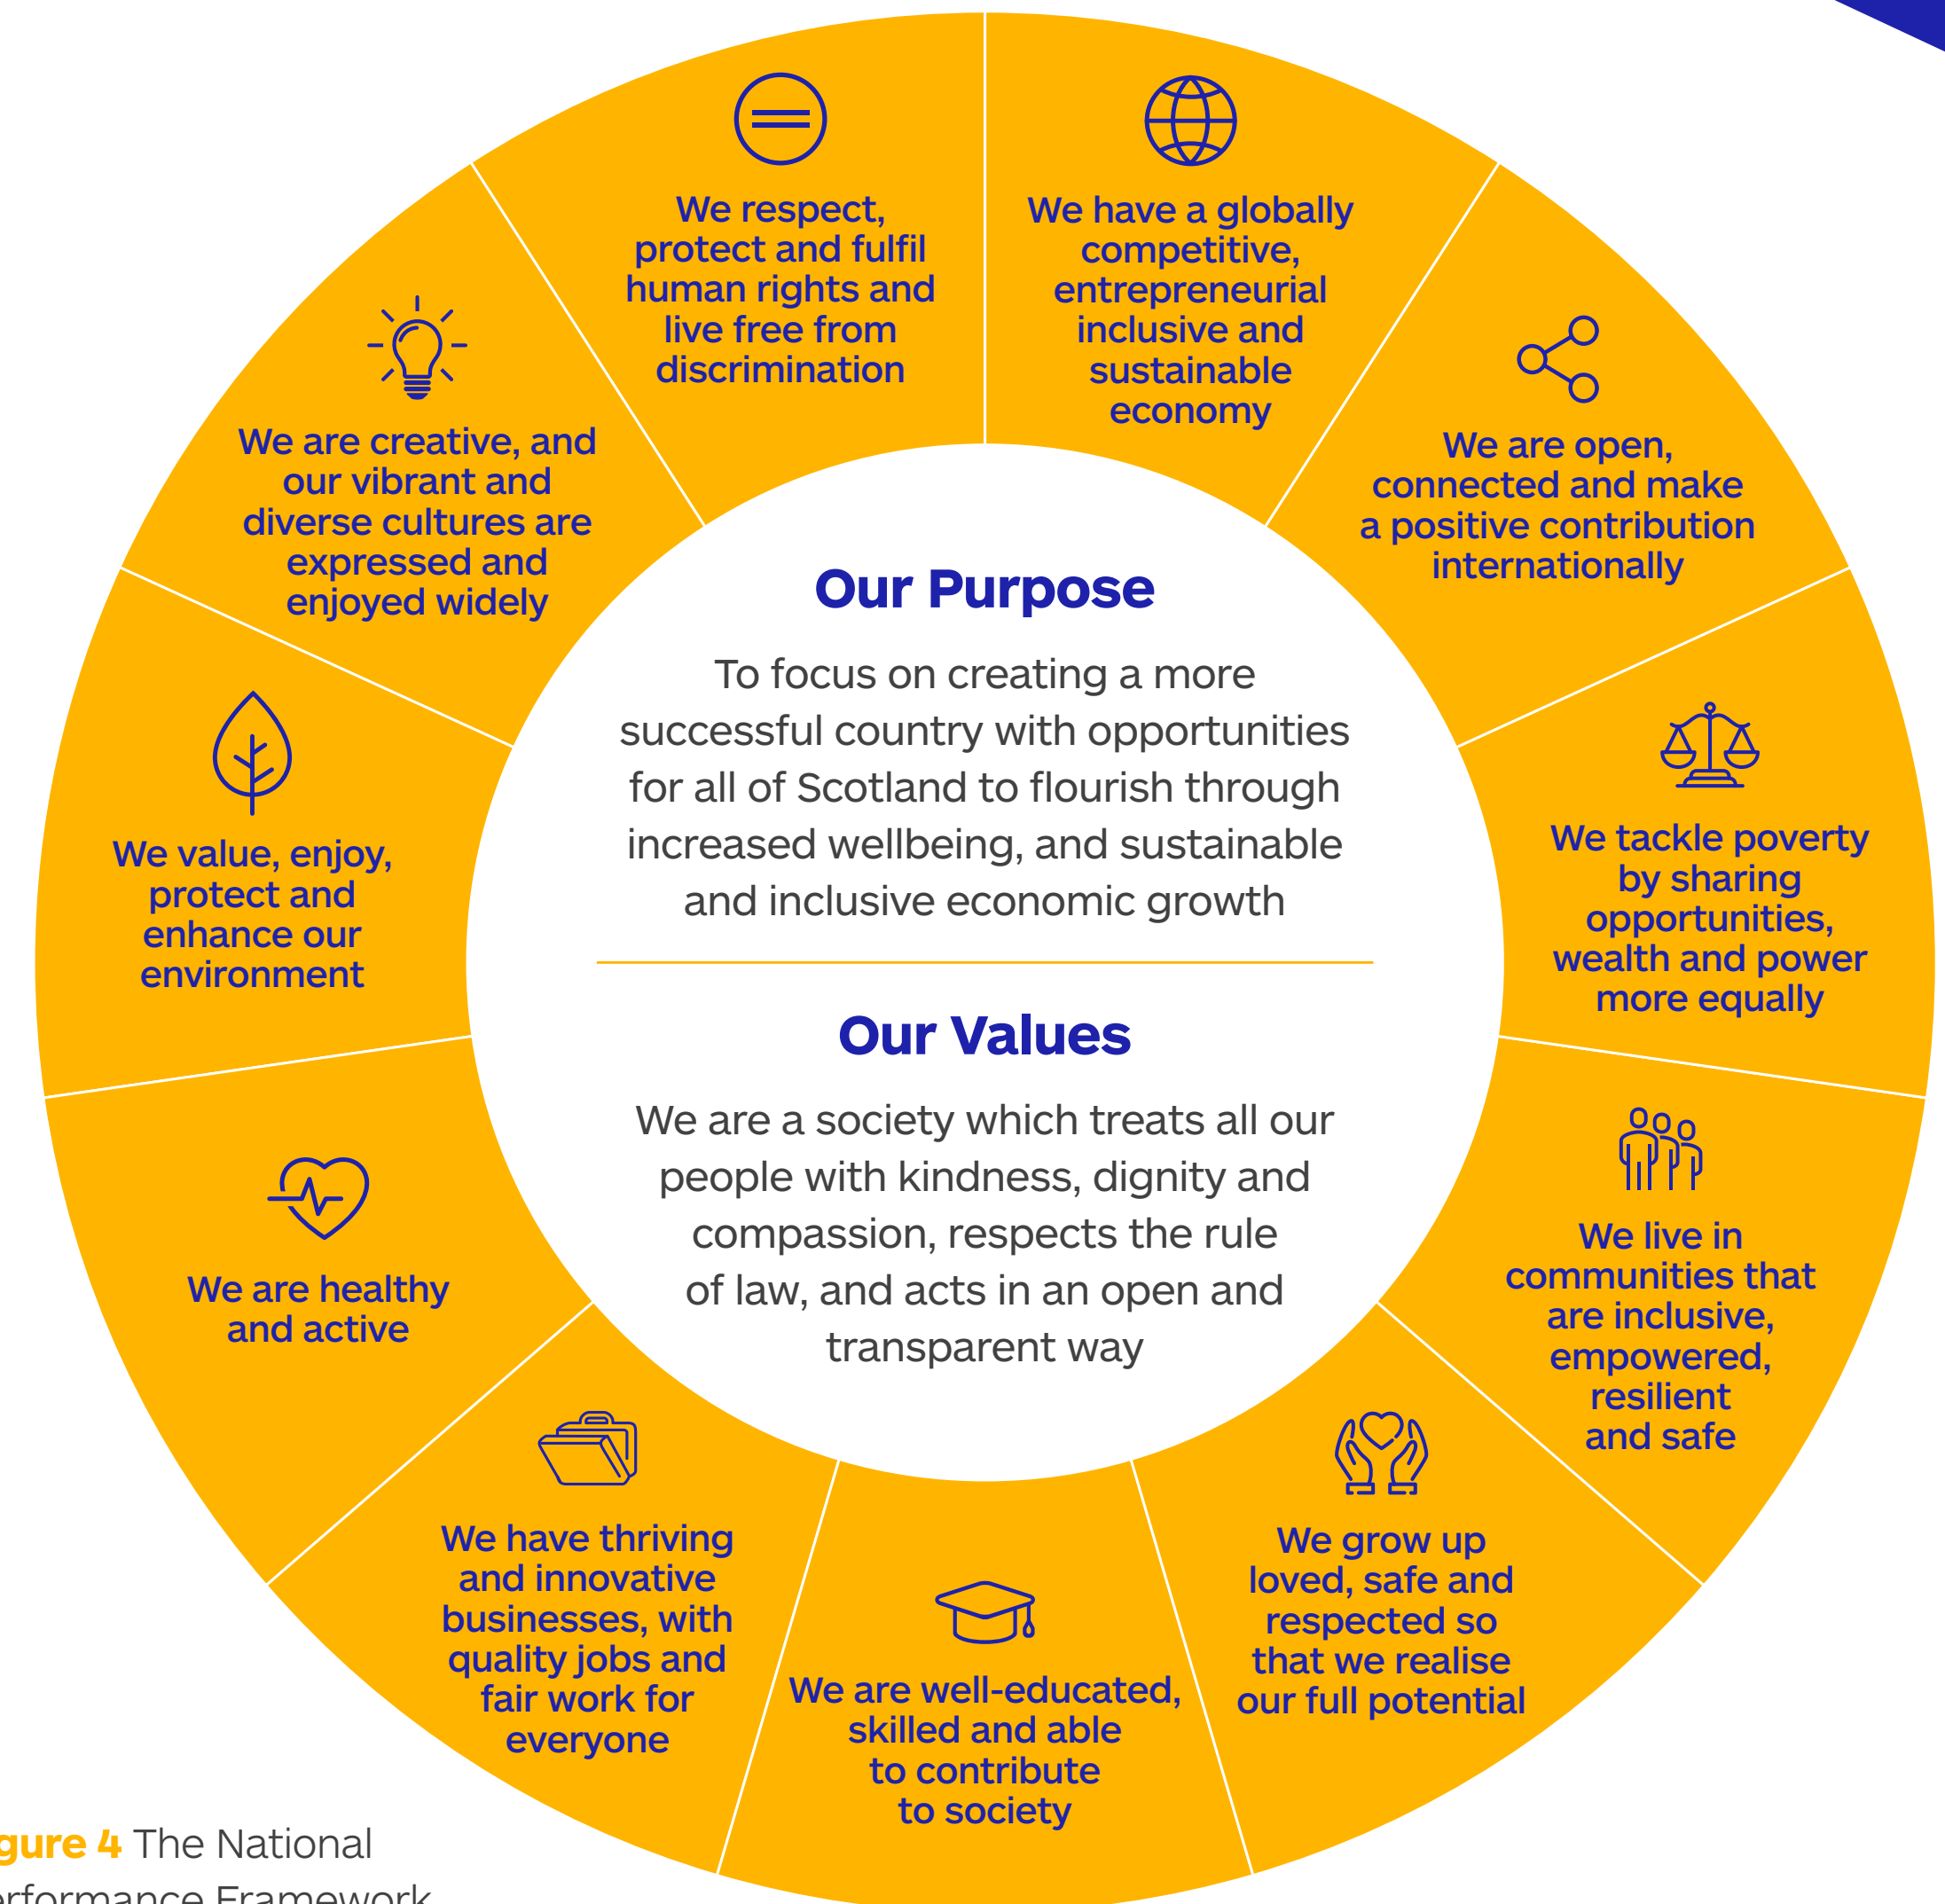 We respect,
protect and fulfil
human rights and
live free from
discrimination
We have a globally
competitive,
entrepreneurial
inclusive and
sustainable
economy
We are open,
connected and make
a positive contribution
internationally
We tackle poverty
by sharing
opportunities,
wealth and power
more equally
We live in
communities that
are inclusive,
empowered,
resilient
and safe
We grow up
loved, safe and
respected so
that we realise
our full potential
We are well-educated,
skilled and able
to contribute
to society
We have thriving
and innovative
businesses, with
quality jobs and
fair work for
everyone
We are healthy
and active
We value, enjoy,
protect and
enhance our
environment
We are creative, and
our vibrant and
diverse cultures are
expressed and
enjoyed widely
Our Purpose
To focus on creating a more
successful country with opportunities
for all of Scotland to flourish through
increased wellbeing, and sustainable
and inclusive economic growth
Our Values
We are a society which treats all our
people with kindness, dignity and
compassion, respects the rule
of law, and acts in an open and
transparent way
gure 4 The National
erformance Framework